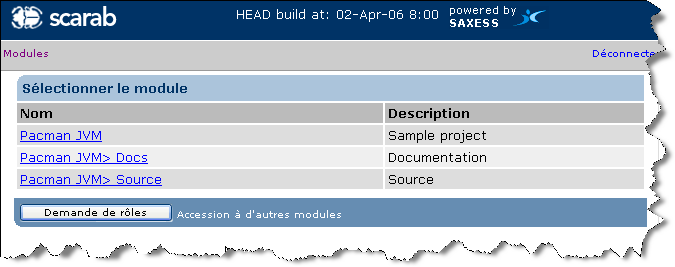 scarab HEAD build at: 02-Apr-06 8:00 powered by SAXESS
Modules Déconnecte
Sélectionner le module
Nom Description
Pacman JVM Sample project
Pacman JVM> Docs Documentation
Pacman JVM> Source Source
Demande de rôles Accession à d'autres modules